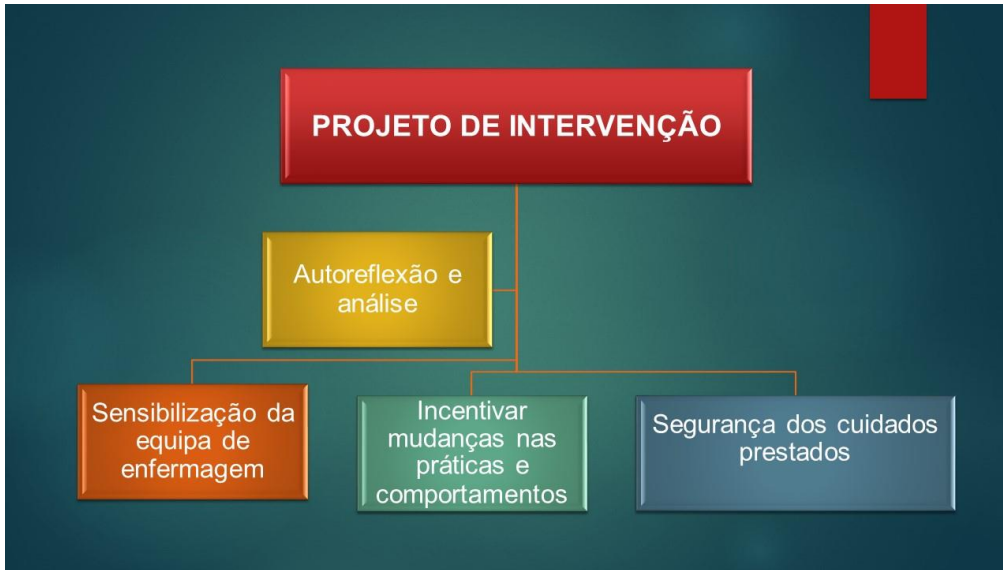 PROJETO DE INTERVENÇÃO
Autoreflexão e
análise
Sensibilização da
equipa de
enfermagem
Incentivar
mudanças nas
práticas e
comportamentos
Segurança dos cuidados
prestados